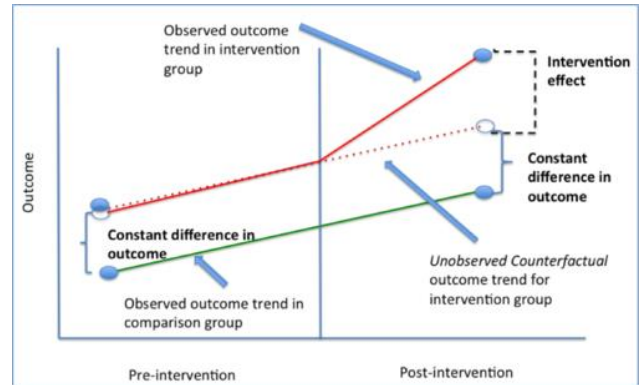 Observed outcome
trend in intervention
group
Intervention
effect
Outcome
Constant difference in
outcome
Constant
difference in
outcome
Unobserved Counterfactual
outcome trend for
intervention group
Observed outcome trend in
comparison group
Pre-intervention
Post-intervention